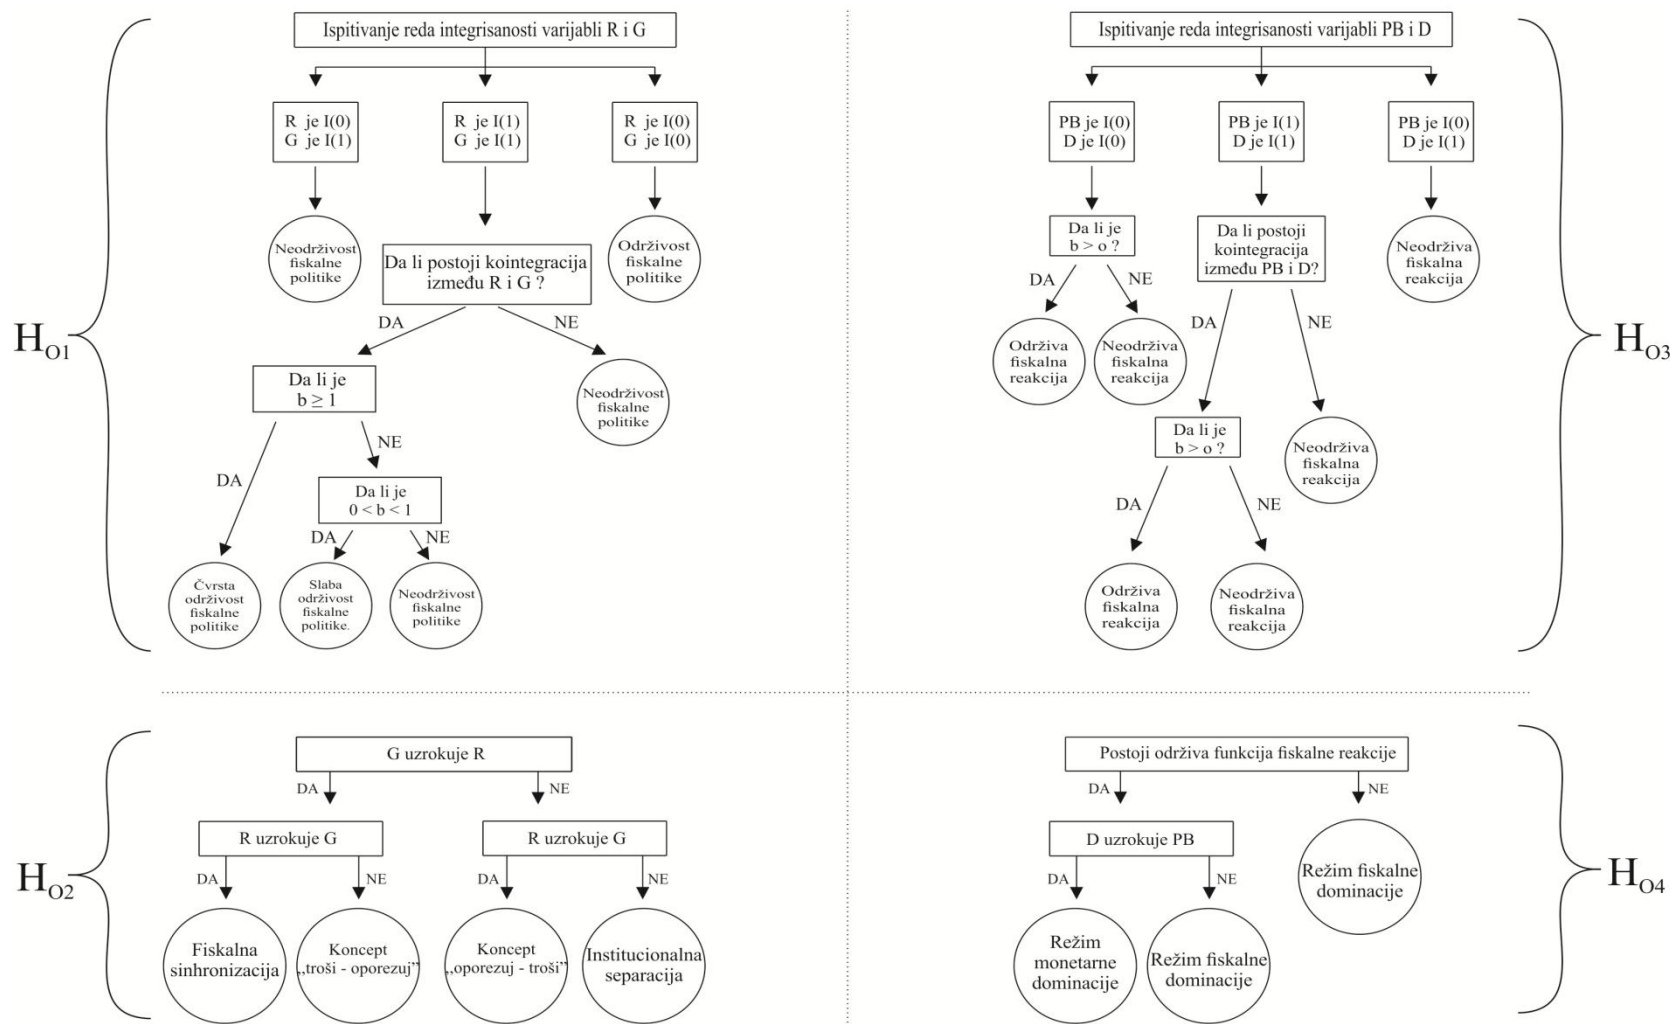 H₀₁
Ispitivanje reda integrisanosti varijabli R i G
R je I(0)
G je I(1)
R je I(1)
G je I(1)
R je I(0)
G je I(0)
Neodrživost
fiskalne
politike
Da li postoji kointegracija
između R i G ?
Održivost
fiskalne
politike
DA
NE
Da li je
b ≥ 1
Neodrživost
fiskalne
politike
DA
NE
Da li je
0 < b < 1
DA
NE
Čvrsta
održivost
fiskalne
politike
Slaba
održivost
fiskalne
politike.
Neodrživost
fiskalne
politike
Ispitivanje reda integrisanosti varijabli PB i D
PB je I(0)
D je I(0)
PB je I(1)
D je I(1)
PB je I(0)
D je I(1)
Da li je
b > o ?
Da li postoji
kointegracija
između PB i D?
Neodrživa
fiskalna
reakcija
DA
NE
Održiva
fiskalna
reakcija
Neodrživa
fiskalna
reakcija
DA
NE
Da li je
b > o ?
Neodrživa
fiskalna
reakcija
DA
NE
Održiva
fiskalna
reakcija
Neodrživa
fiskalna
reakcija
H₀₃
H₀₂
G uzrokuje R
DA
NE
R uzrokuje G
R uzrokuje G
DA
NE
DA
NE
Fiskalna
sinhronizacija
Koncept
„troši - oporezuj”
Koncept
„oporezuj - troši”
Institucionalna
separacija
Postoji održiva funkcija fiskalne reakcije
DA
NE
D uzrokuje PB
Režim fiskalne
dominacije
DA
NE
Režim
monetarne
dominacije
Režim fiskalne
dominacije
H₀₄